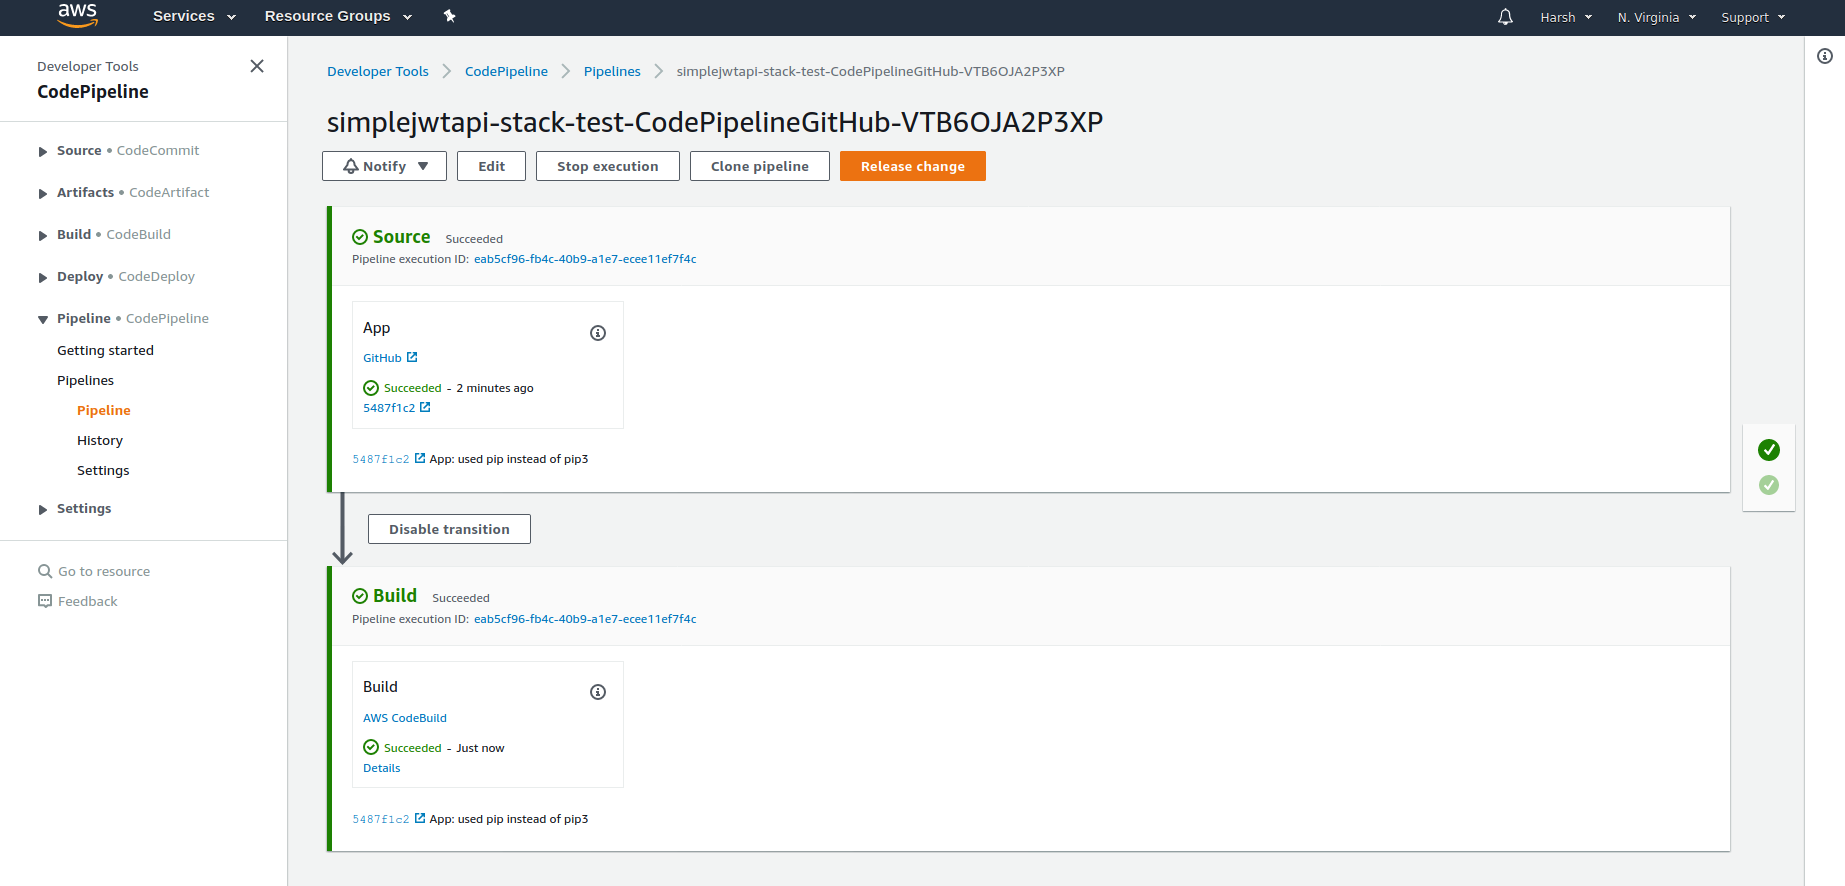 aws Services Resource Groups Harsh N. Virginia Support
Developer Tools
CodePipeline
Source • CodeCommit
Artifacts • CodeArtifact
Build • CodeBuild
Deploy • CodeDeploy
Pipeline • CodePipeline
Getting started
Pipelines
Pipeline
History
Settings
Settings
Go to resource
Feedback
Developer Tools CodePipeline Pipelines simplejwtapi-stack-test-CodePipelineGitHub-VTB6OJA2P3XP
simplejwtapi-stack-test-CodePipelineGitHub-VTB6OJA2P3XP
Notify Edit Stop execution Clone pipeline Release change
Source Succeeded
Pipeline execution ID: eab5cf96-fb4c-40b9-a1e7-ecee11ef7f4c
App
GitHub
Succeeded - 2 minutes ago
5487f1c2
5487f1c2 App: used pip instead of pip3
Disable transition
Build Succeeded
Pipeline execution ID: eab5cf96-fb4c-40b9-a1e7-ecee11ef7f4c
Build
AWS CodeBuild
Succeeded - Just now
Details
5487f1c2 App: used pip instead of pip3